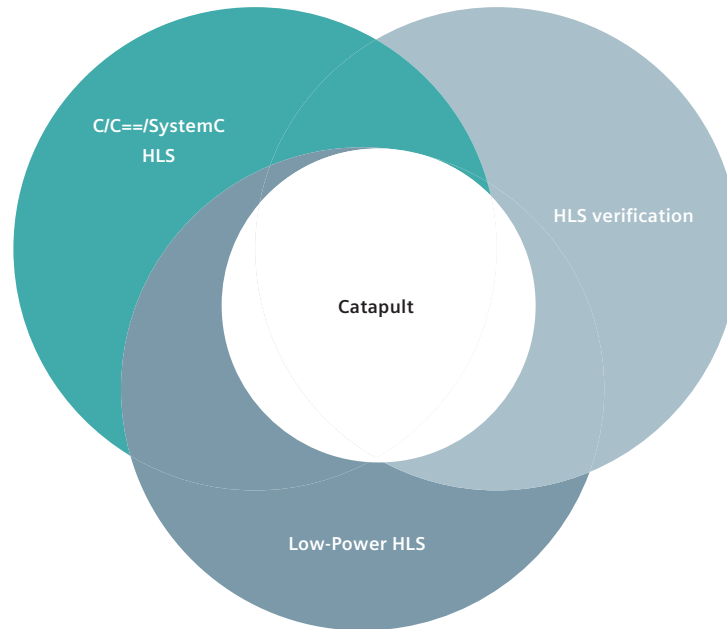 C/C==/SystemC
HLS
HLS verification
Catapult
Low-Power HLS